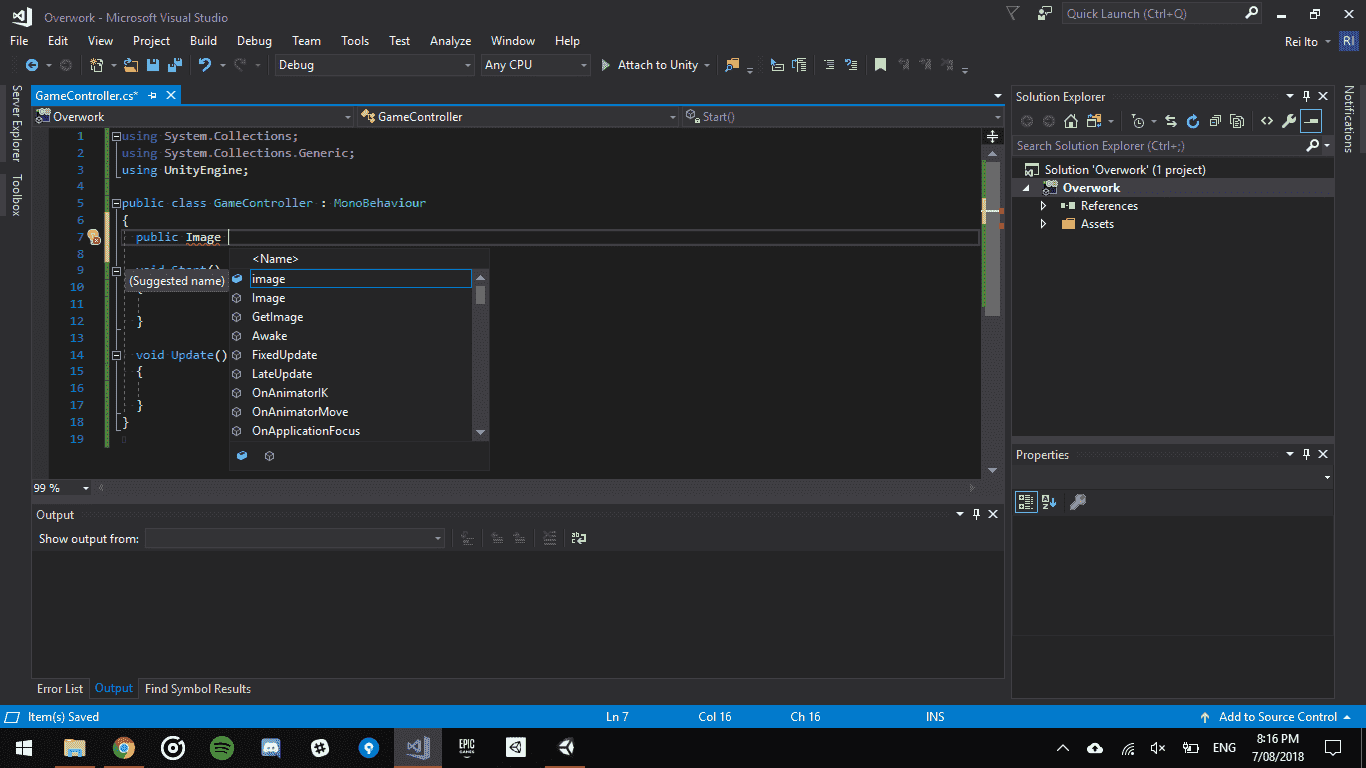 Overwork - Microsoft Visual Studio
Quick Launch (Ctrl+Q)
File Edit View Project Build Debug Team Tools Test Analyze Window Help
Rei Ito RI
Debug Any CPU Attach to Unity
Server Explorer
Toolbox
GameController.cs*
Overwork GameController Start()
1 using System.Collections;
2 using System.Collections.Generic;
3 using UnityEngine;
4
5 public class GameController : MonoBehaviour
6 {
7 public Image
8
9 void Start()
10 {
11
12 }
13
14 void Update()
15 {
16
17 }
18 }
19
(Suggested name)
<Name>
image
Image
GetImage
Awake
FixedUpdate
LateUpdate
OnAnimatorIK
OnAnimatorMove
OnApplicationFocus
99 %
Output
Show output from:
Error List Output Find Symbol Results
Solution Explorer
Search Solution Explorer (Ctrl+;)
Solution 'Overwork' (1 project)
Overwork
References
Assets
Properties
Notifications
Item(s) Saved Ln 7 Col 16 Ch 16 INS Add to Source Control
EPIC GAMES
ENG
8:16 PM
7/08/2018